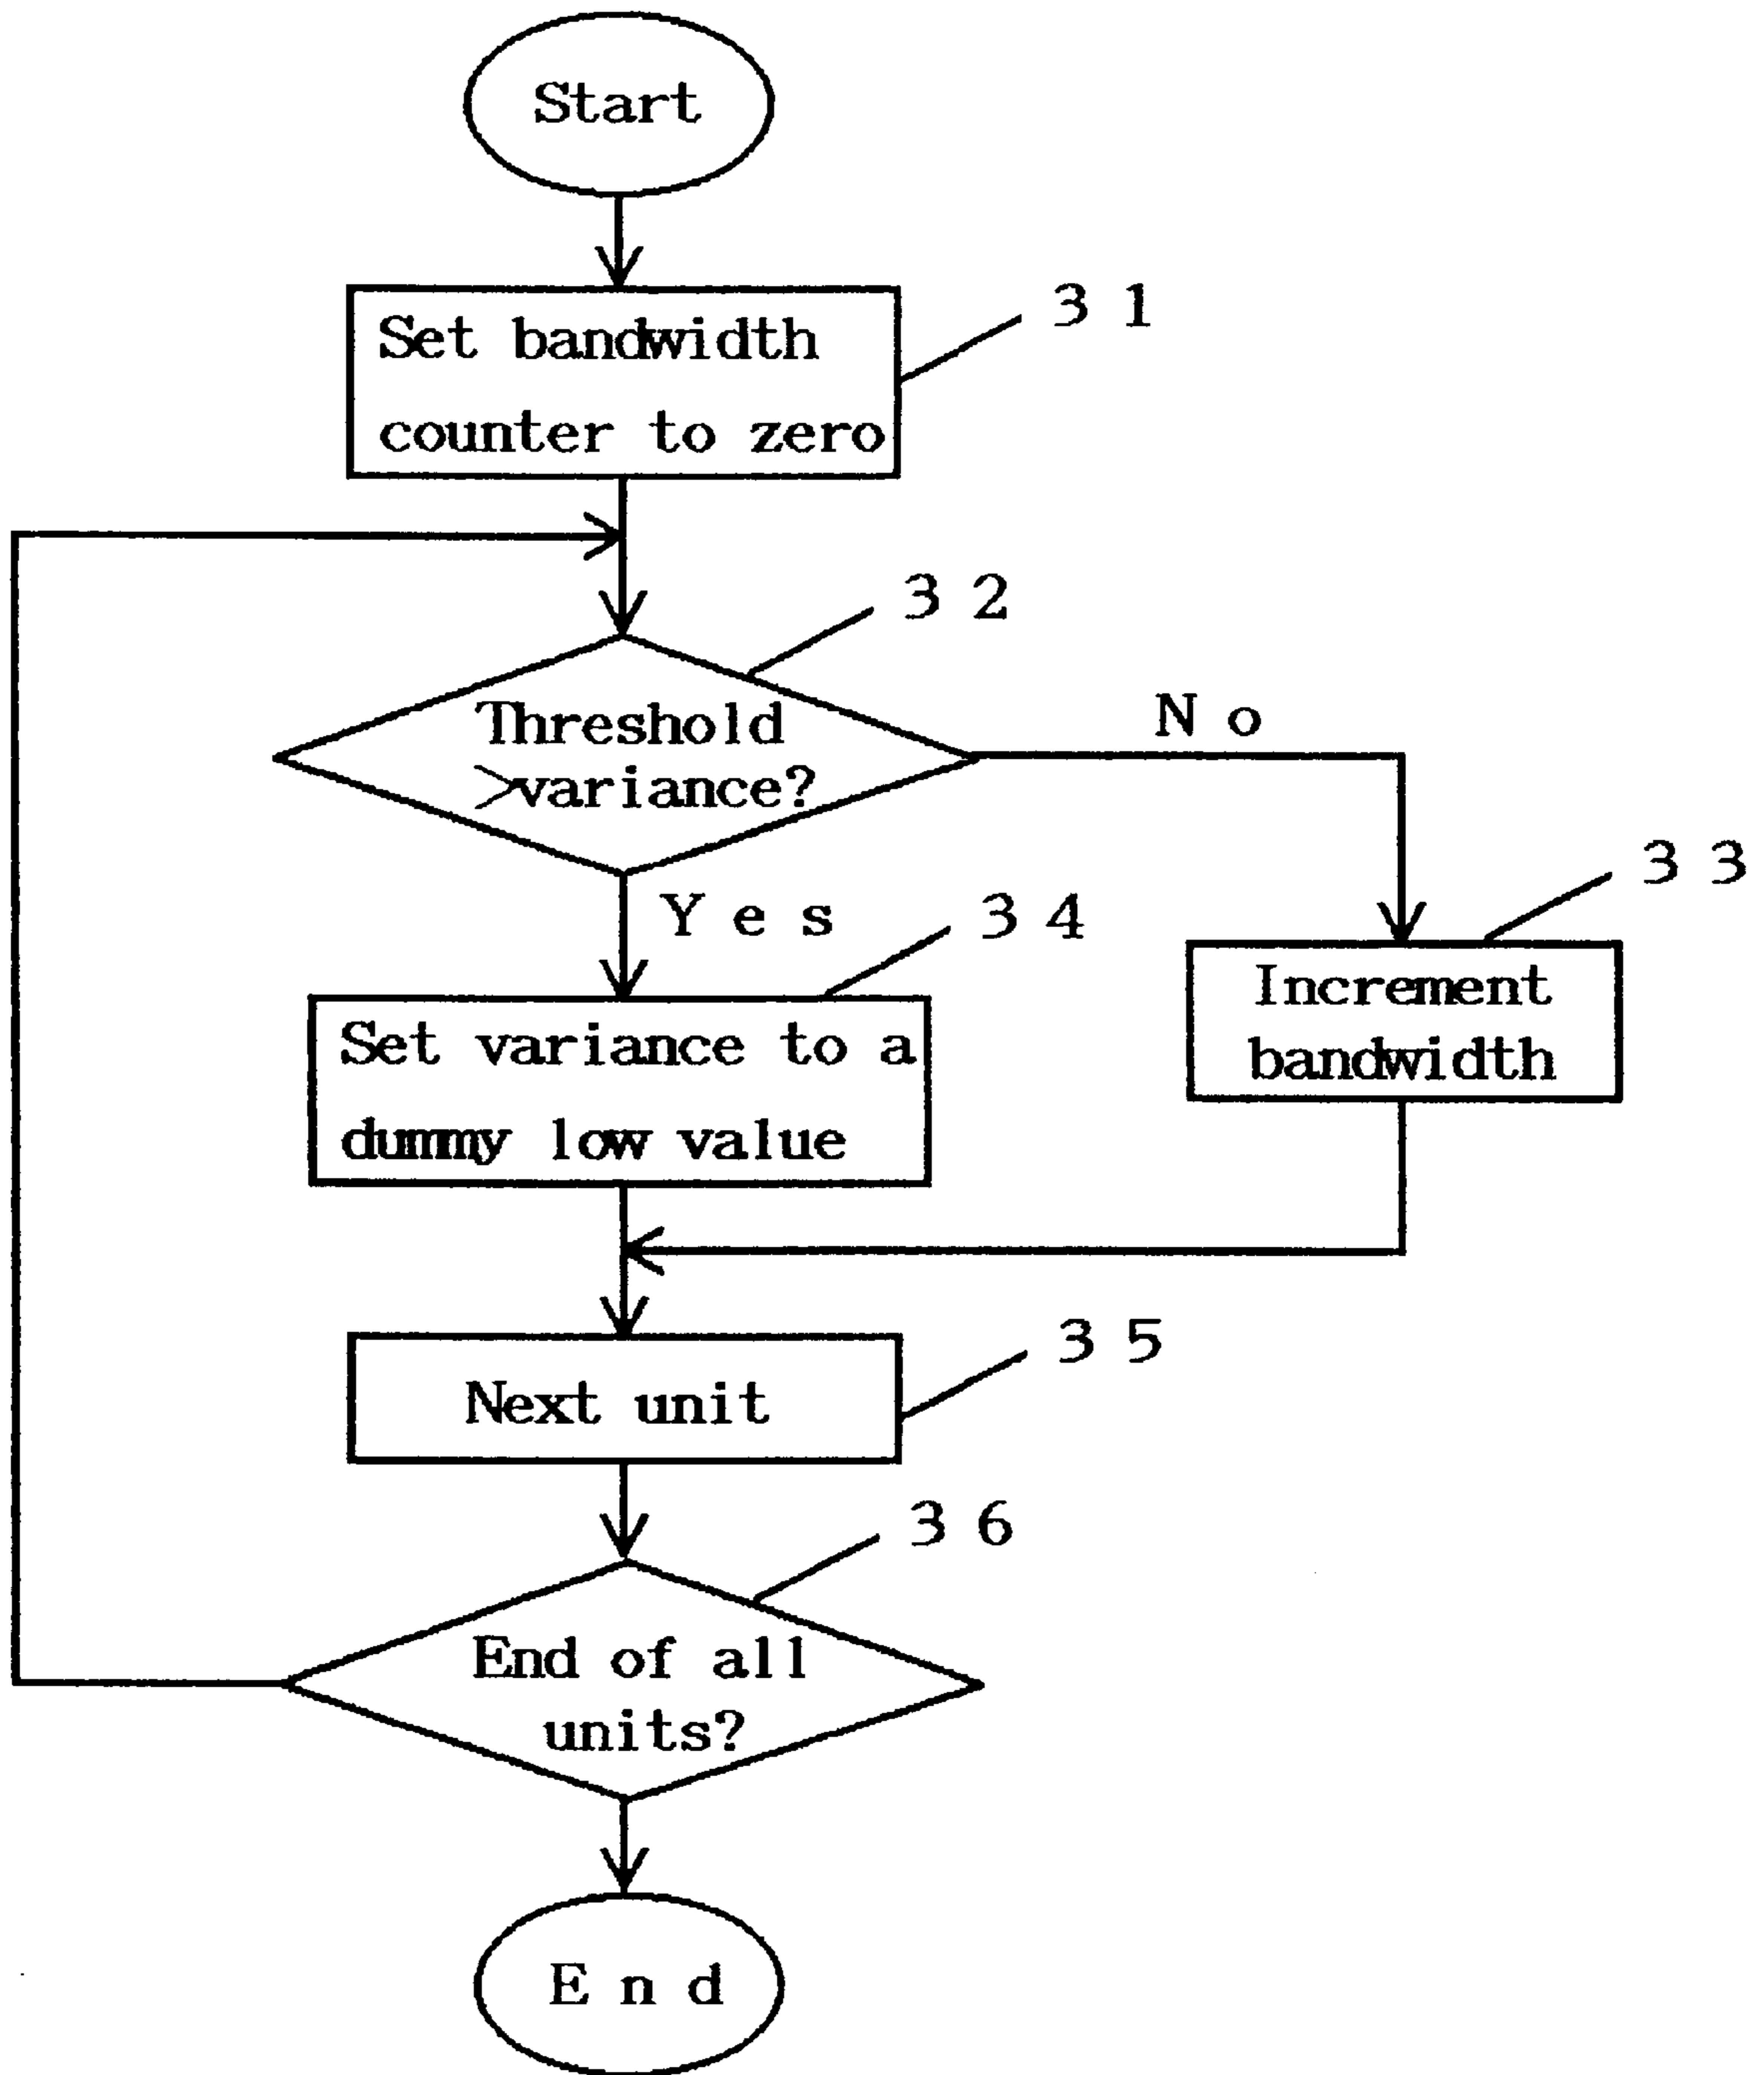 Start
Set bandwidth
counter to zero
3 1
Threshold
>variance?
3 2
N o
Y e s
3 3
Increment
bandwidth
3 4
Set variance to a
dummy low value
Next unit
3 5
End of all
units?
3 6
E n d